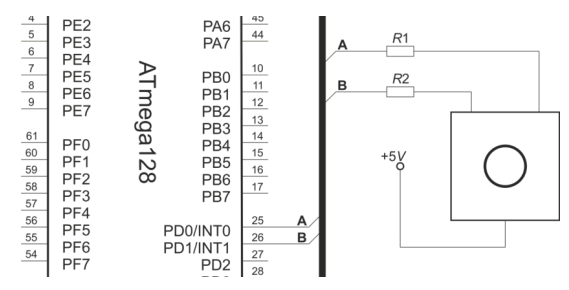 4 PE2
5 PE3
6 PE4
7 PE5
8 PE6
9 PE7
61 PF0
60 PF1
59 PF2
58 PF3
57 PF4
56 PF5
55 PF6
54 PF7
ATmega128
PA6 45
PA7 44
PB0 10
PB1 11
PB2 12
PB3 13
PB4 14
PB5 15
PB6 16
PB7 17
PD0/INT0 25 A
PD1/INT1 26 B
PD2 27
28
A R1
B R2
+5V